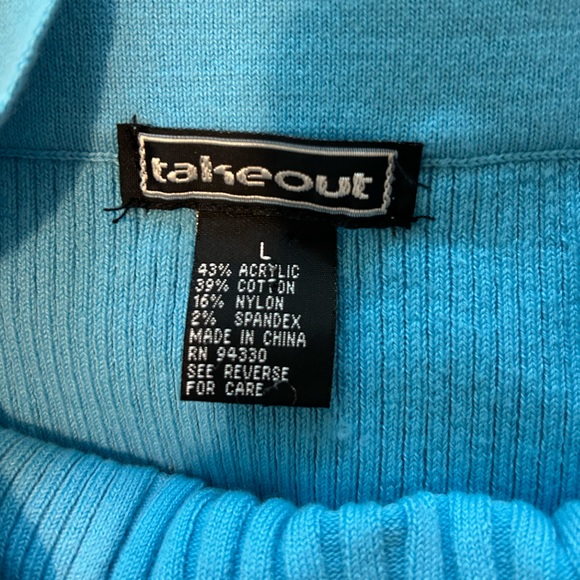 takeout
L
43% ACRYLIC
39% COTTON
16% NYLON
2% SPANDEX
MADE IN CHINA
RN 94330
SEE REVERSE
FOR CARE